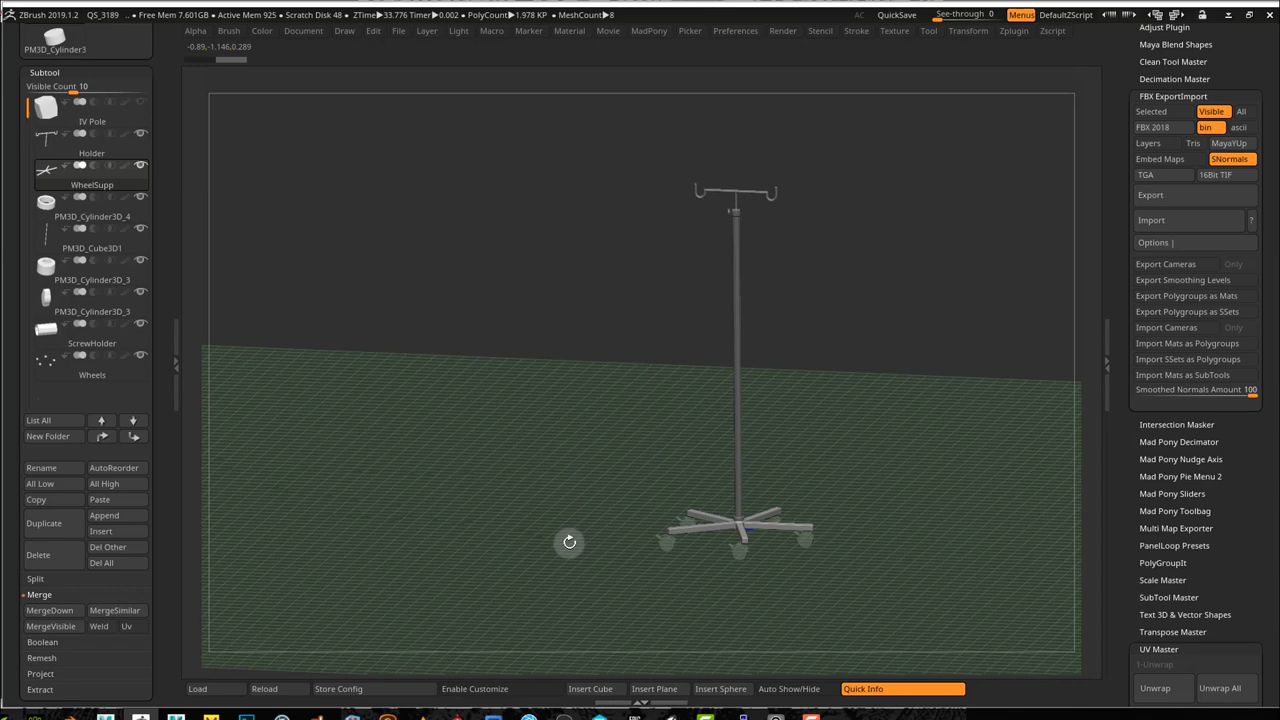 ZBrush 2019.1.2 QS_3189 • Free Mem 7.601GB • Active Mem 925 • Scratch Disk 48 • ZTime▶33.776 Timer▶0.002 • PolyCount▶1.978 KP • MeshCount▶8 AC QuickSave See-through 0 Menus DefaultZScript
Alpha Brush Color Document Draw Edit File Layer Light Macro Marker Material Movie MadPony Picker Preferences Render Stencil Stroke Texture Tool Transform Zplugin Zscript
-0.89,-1.146,0.289
PM3D_Cylinder3
Subtool
Visible Count 10
IV Pole
Holder
WheelSupp
PM3D_Cylinder3D_4
PM3D_Cube3D1
PM3D_Cylinder3D_3
PM3D_Cylinder3D_3
ScrewHolder
Wheels
List All
New Folder
Rename AutoReorder
All Low All High
Copy Paste
Duplicate Append
Insert
Delete Del Other
Del All
Split
Merge
MergeDown MergeSimilar
MergeVisible Weld Uv
Boolean
Remesh
Project
Extract
Load Reload Store Config Enable Customize Insert Cube Insert Plane Insert Sphere Auto Show/Hide Quick Info
Adjust Plugin
Maya Blend Shapes
Clean Tool Master
Decimation Master
FBX ExportImport
Selected Visible All
FBX 2018 bin ascii
Layers Tris MayaYUp
Embed Maps SNormals
TGA 16Bit TIF
Export
Import ?
Options |
Export Cameras Only
Export Smoothing Levels
Export Polygroups as Mats
Export Polygroups as SSets
Import Cameras Only
Import Mats as Polygroups
Import SSets as Polygroups
Import Mats as SubTools
Smoothed Normals Amount 100
Intersection Masker
Mad Pony Decimator
Mad Pony Nudge Axis
Mad Pony Pie Menu 2
Mad Pony Sliders
Mad Pony Toolbag
Multi Map Exporter
PanelLoop Presets
PolyGroupIt
Scale Master
SubTool Master
Text 3D & Vector Shapes
Transpose Master
UV Master
1-Unwrap
Unwrap Unwrap All